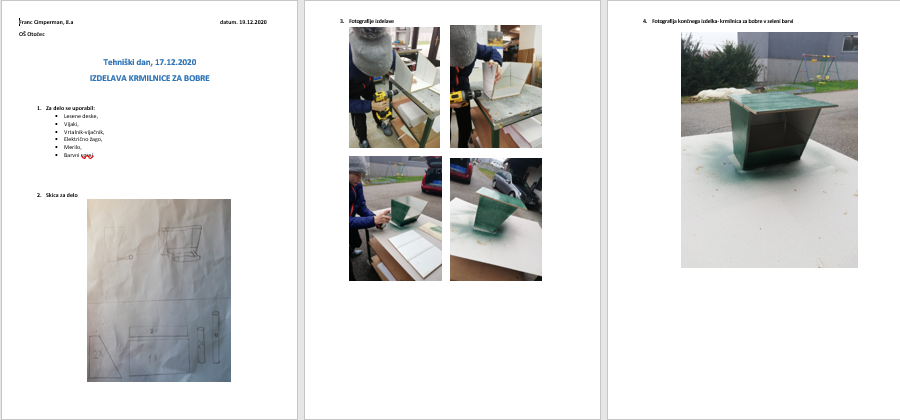 Franc Cimperman, 8.a datum. 19.12.2020
OŠ Otočec
Tehniški dan, 17.12.2020
IZDELAVA KRMILNICE ZA BOBRE
1. Za delo se uporabil:
• Lesene deske,
• Vijaki,
• Vrtalnik-vijačnik,
• Električno žago,
• Merilo,
• Barvni
2. Skica za delo
3. Fotografije izdelave
4. Fotografija končnega izdelka- krmilnica za bobre v zeleni barvi